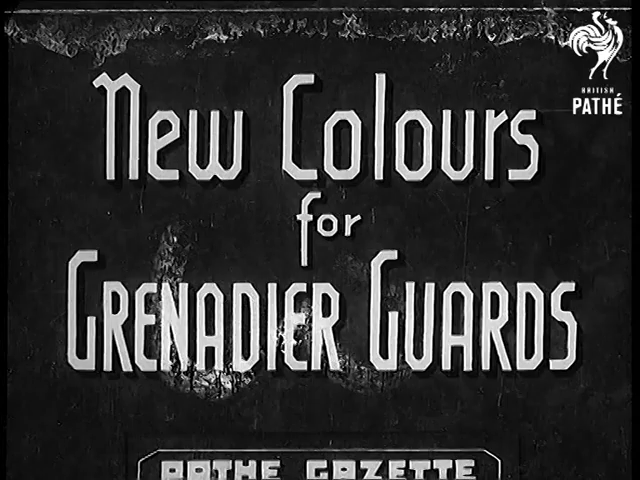 BRITISH
PATHÉ
New Colours
for
GRENADIER GUARDS
PATHE GAZETTE